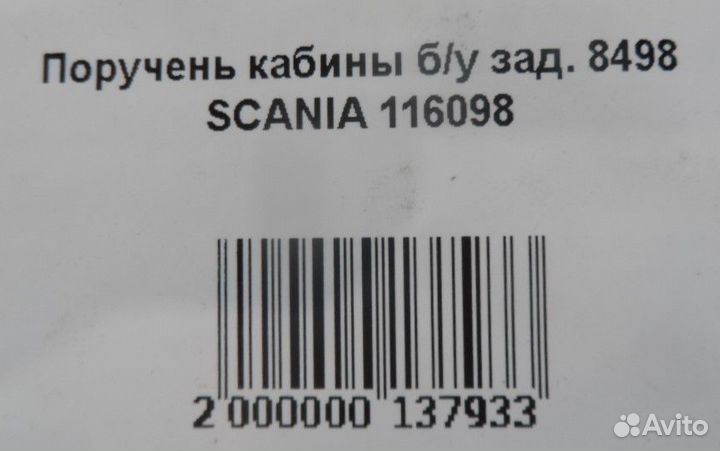 Поручень кабины б/у зад. 8498
SCANIA 116098
2 000000 137933
Avito